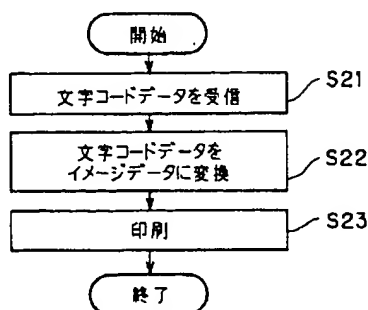 開始
文字コードデータを受信
S21
文字コードデータを
イメージデータに変換
S22
印刷
S23
終了